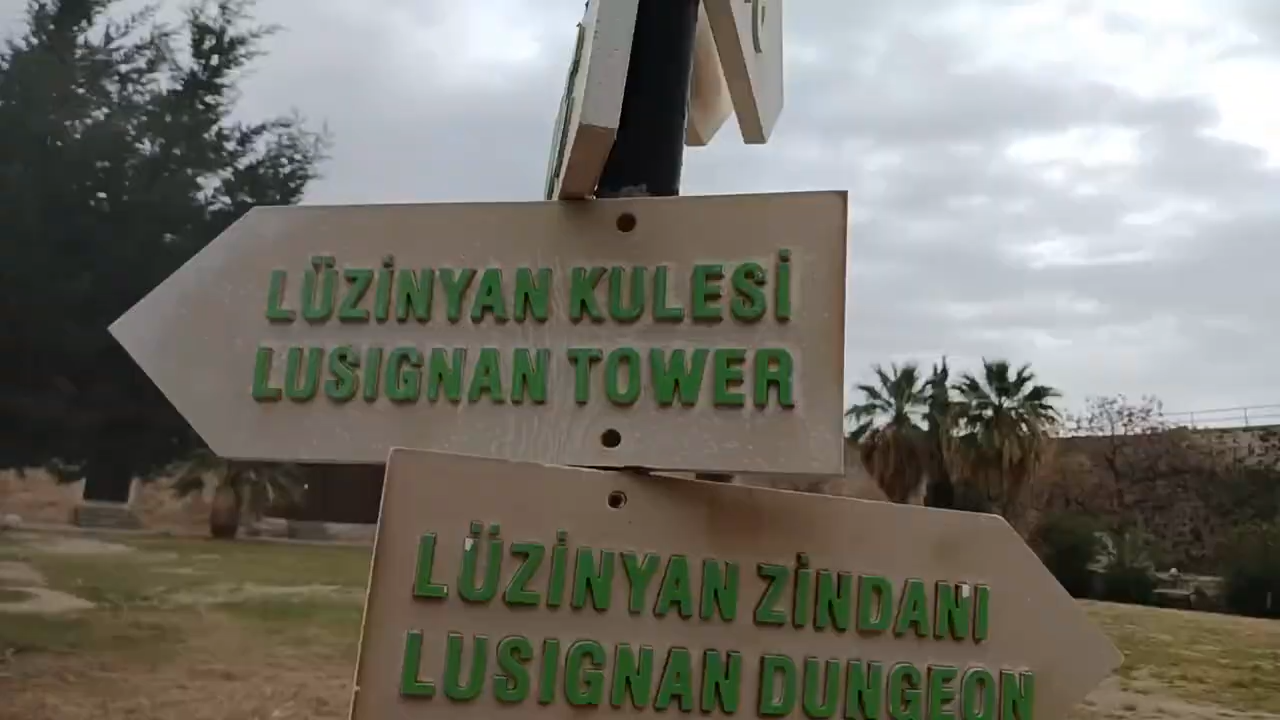 LÜZİNYAN KULESİ
LUSIGNAN TOWER
LÜZİNYAN ZİNDANI
LUSIGNAN DUNGEON